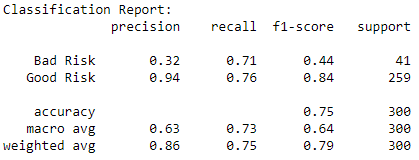 Classification Report:
precision recall f1-score support
Bad Risk 0.32 0.71 0.44 41
Good Risk 0.94 0.76 0.84 259
accuracy 0.75 300
macro avg 0.63 0.73 0.64 300
weighted avg 0.86 0.75 0.79 300